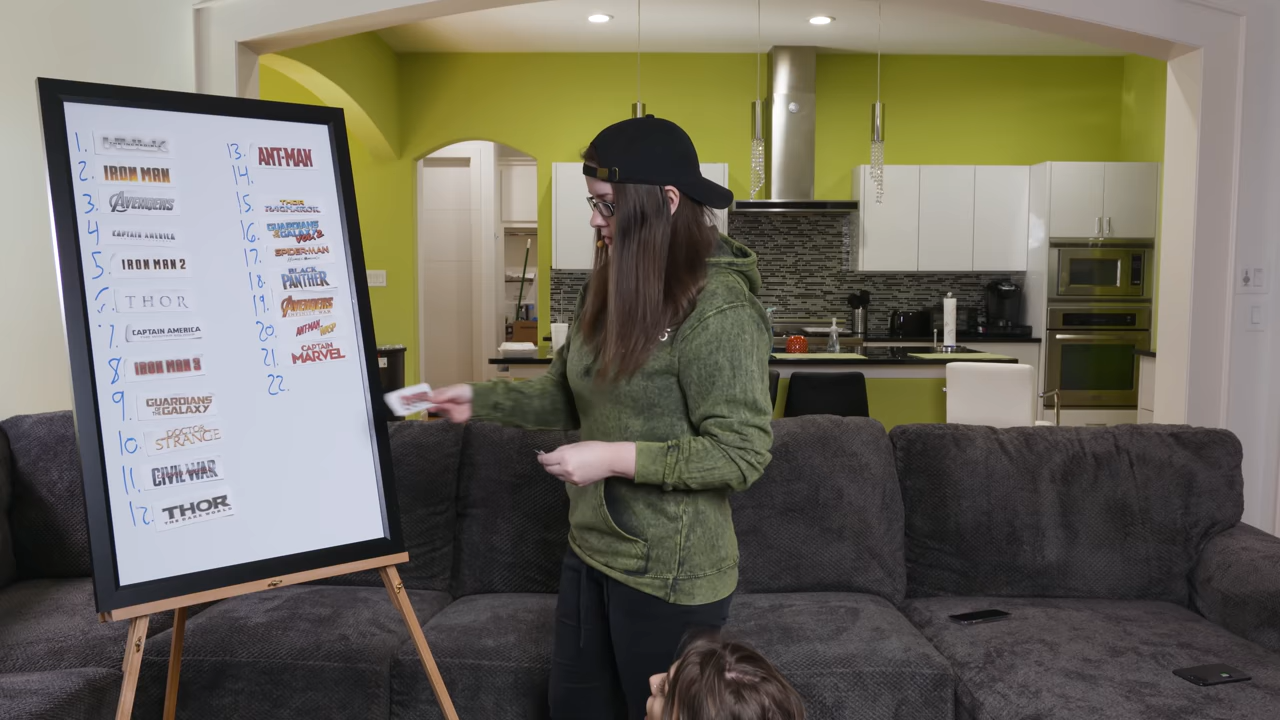 1.
2. IRON MAN
3. AVENGERS
4. CAPTAIN AMERICA
5. IRON MAN 2
THOR
7. CAPTAIN AMERICA
8. IRON MAN 3
9. GUARDIANS OF THE GALAXY
10. DOCTOR STRANGE
11. CIVIL WAR
12. THOR
THE DARK WORLD
13. ANT-MAN
14.
15. THOR
RAGNAROK
16. GUARDIANS OF THE GALAXY
VOL. 2
17. SPIDER-MAN
18. BLACK
PANTHER
19. AVENGERS
INFINITY WAR
20. ANT-MAN AND THE WASP
21. CAPTAIN
MARVEL
22.